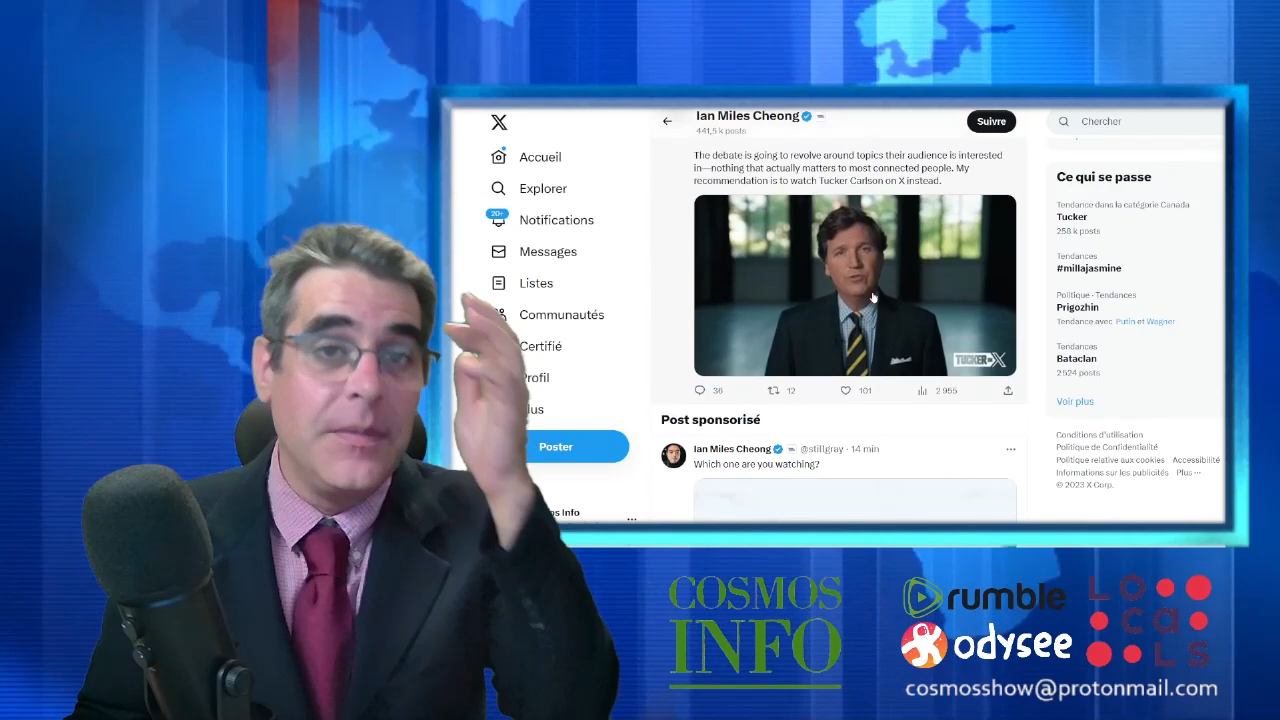 X
Accueil
Explorer
20+
Notifications
Messages
Listes
Communautés
Certifié
Profil
lus
Poster
os Info
Ian Miles Cheong
441,5 k posts
Suivre
The debate is going to revolve around topics their audience is interested
in—nothing that actually matters to most connected people. My
recommendation is to watch Tucker Carlson on X instead.
TUCKER X
36
12
101
2 955
Post sponsorisé
Ian Miles Cheong @stillgray · 14 min
Which one are you watching?
Chercher
Ce qui se passe
Tendance dans la catégorie Canada
Tucker
258 k posts
Tendances
#millajasmine
Politique · Tendances
Prigozhin
Tendance avec Putin et Wagner
Tendances
Bataclan
2 524 posts
Voir plus
Conditions d'utilisation
Politique de Confidentialité
Politique relative aux cookies Accessibilité
Informations sur les publicités Plus ···
© 2023 X Corp.
COSMOS
INFO
rumble
odysee
LOcaLS
cosmosshow@protonmail.com